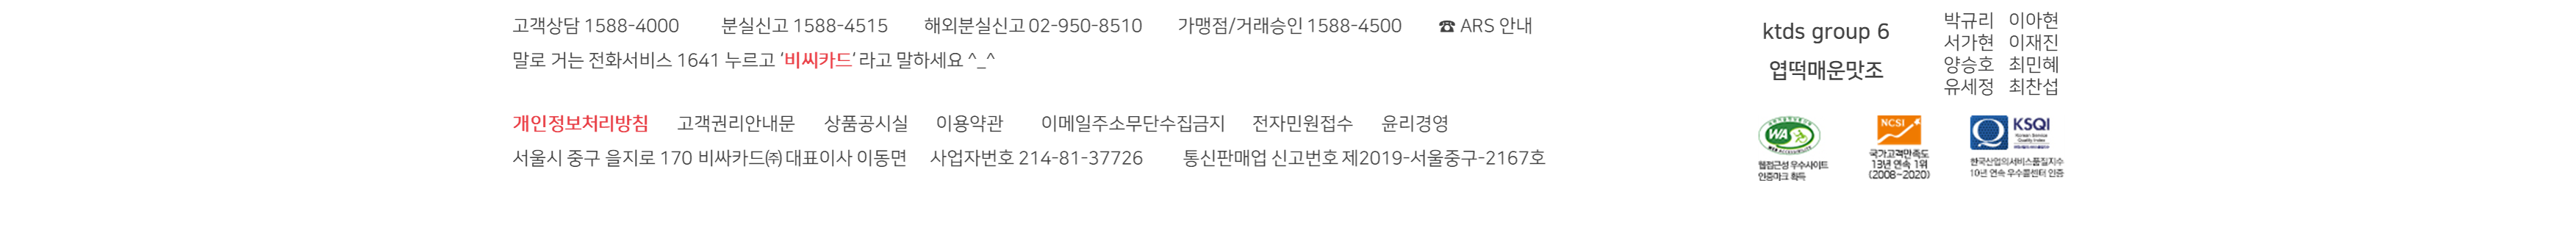 고객상담 1588-4000 분실신고 1588-4515 해외분실신고 02-950-8510 가맹점/거래승인 1588-4500 ☎ ARS 안내
말로 거는 전화서비스 1641 누르고 '비씨카드' 라고 말하세요 ^_^
개인정보처리방침 고객권리안내문 상품공시실 이용약관 이메일주소무단수집금지 전자민원접수 윤리경영
서울시 중구 을지로 170 비싸카드㈜ 대표이사 이동면 사업자번호 214-81-37726 통신판매업 신고번호 제2019-서울중구-2167호
ktds group 6
엽떡매운맛조
박규리 이아현
서가현 이재진
양승호 최민혜
유세정 최찬섭
WA
WEB ACCESSIBILITY
웹접근성 우수사이트
인증마크 획득
NCSI
국가고객만족도
13년 연속 1위
(2008~2020)
KSQI
Korean Service
Quality Index
한국산업의서비스품질지수
10년 연속 우수콜센터 인증